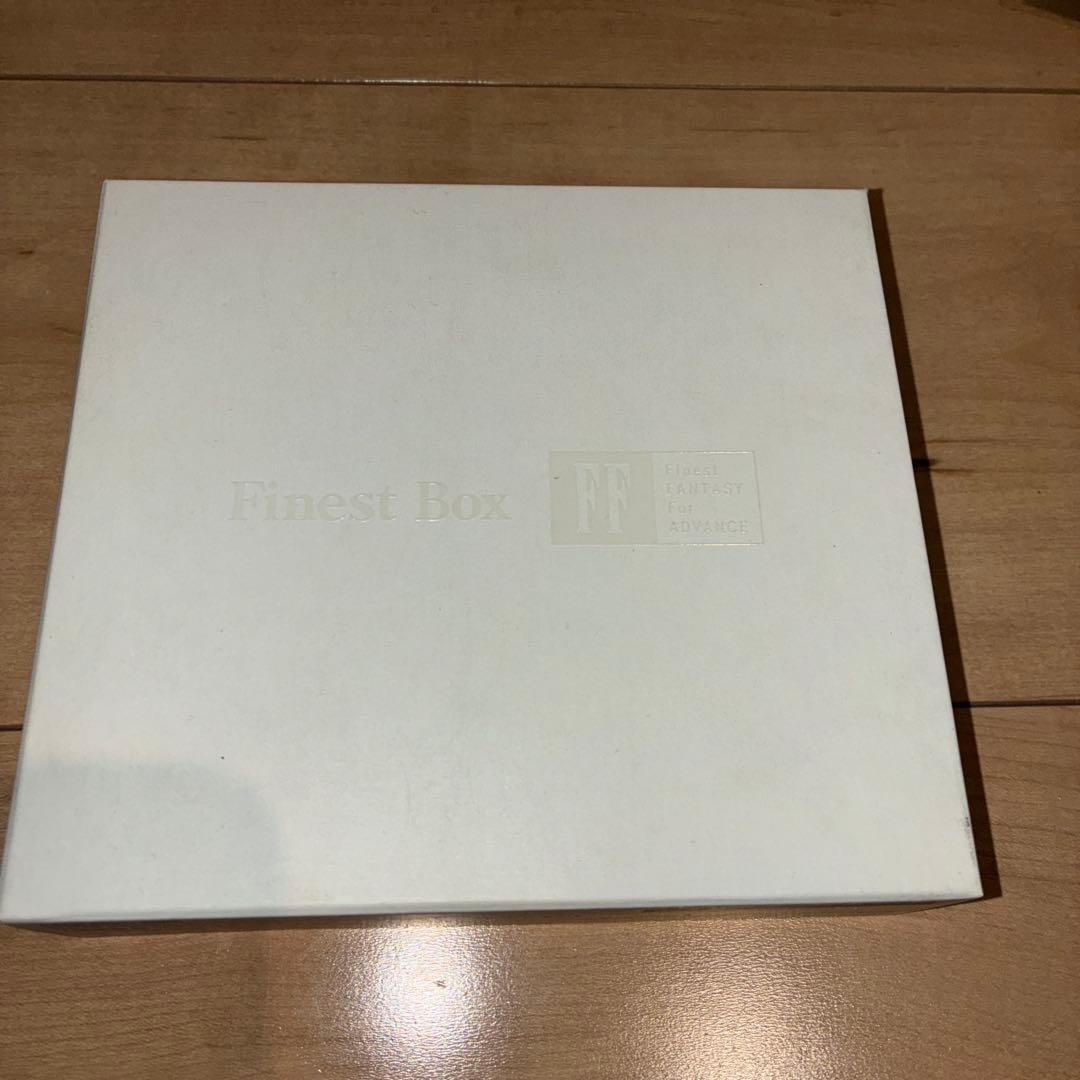 Finest Box
FF
Finest
FANTASY
For
ADVANCE